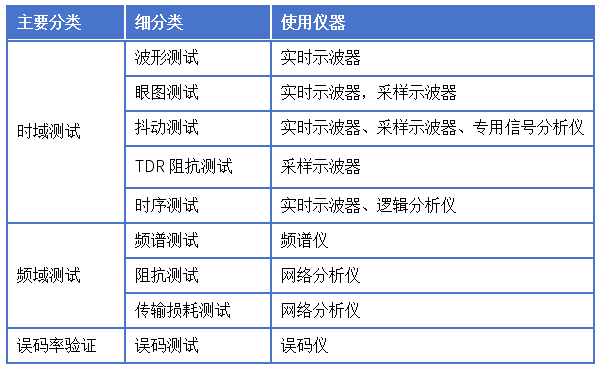 主要分类 细分类 使用仪器
波形测试 实时示波器
眼图测试 实时示波器，采样示波器
时域测试 抖动测试 实时示波器、采样示波器、专用信号分析仪
TDR 阻抗测试 采样示波器
时序测试 实时示波器、逻辑分析仪
频谱测试 频谱仪
频域测试 阻抗测试 网络分析仪
传输损耗测试 网络分析仪
误码率验证 误码测试 误码仪